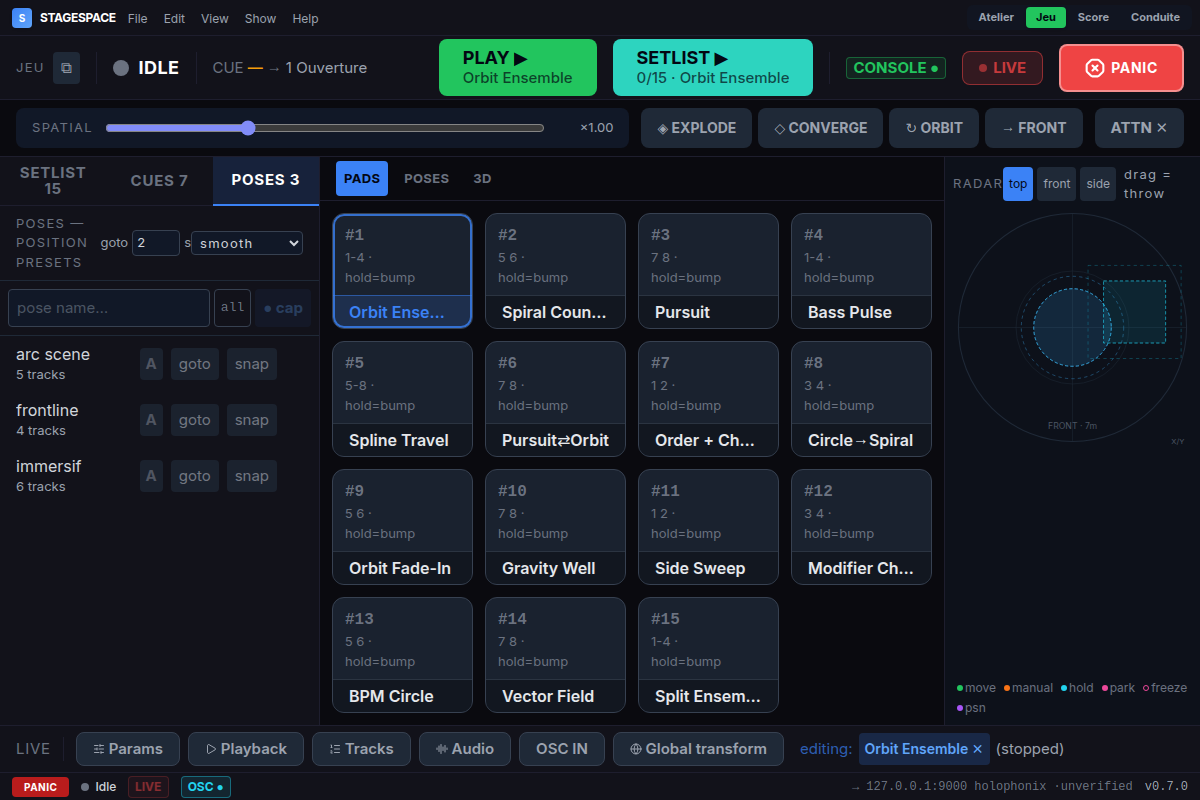 S STAGESPACE File Edit View Show Help Atelier Jeu Score Conduite
JEU IDLE CUE — → 1 Ouverture
PLAY ▶
Orbit Ensemble
SETLIST ▶
0/15 · Orbit Ensemble
CONSOLE ● ● LIVE PANIC
SPATIAL ×1.00 ◈ EXPLODE ◇ CONVERGE ↻ ORBIT → FRONT ATTN ✕
SETLIST
15
CUES 7 POSES 3
PADS POSES 3D
RADAR top front side drag =
throw
POSES —
POSITION
PRESETS
goto 2 s smooth
pose name... all ● cap
arc scene
5 tracks
A goto snap
frontline
4 tracks
A goto snap
immersif
6 tracks
A goto snap
#1
1-4 ·
hold=bump
Orbit Ense...
#2
5 6 ·
hold=bump
Spiral Coun...
#3
7 8 ·
hold=bump
Pursuit
#4
1-4 ·
hold=bump
Bass Pulse
#5
5-8 ·
hold=bump
Spline Travel
#6
7 8 ·
hold=bump
Pursuit⇄Orbit
#7
1 2 ·
hold=bump
Order + Ch...
#8
3 4 ·
hold=bump
Circle→Spiral
#9
5 6 ·
hold=bump
Orbit Fade-In
#10
7 8 ·
hold=bump
Gravity Well
#11
1 2 ·
hold=bump
Side Sweep
#12
3 4 ·
hold=bump
Modifier Ch...
#13
5 6 ·
hold=bump
BPM Circle
#14
7 8 ·
hold=bump
Vector Field
#15
1-4 ·
hold=bump
Split Ensem...
FRONT · 7m
X/Y
move manual hold park freeze
psn
LIVE Params Playback Tracks Audio OSC IN Global transform editing: Orbit Ensemble ✕ (stopped)
PANIC Idle LIVE OSC ● → 127.0.0.1:9000 holophonix ·unverified v0.7.0